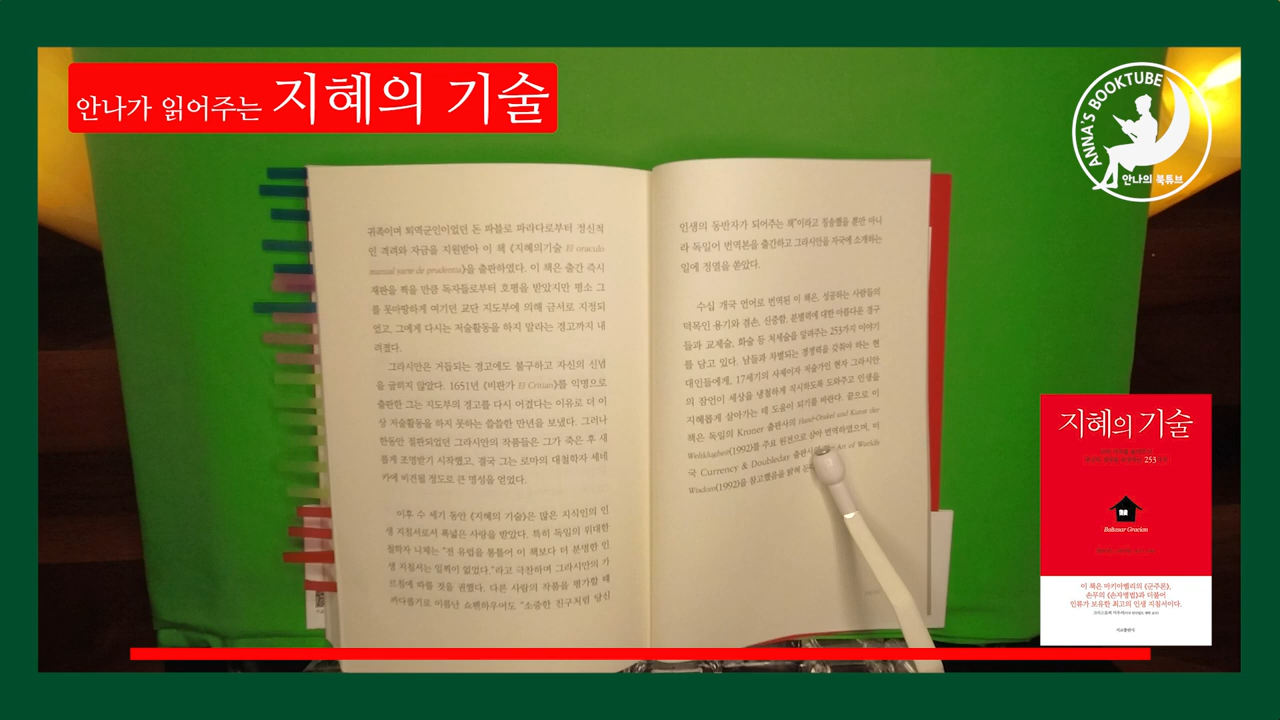 안나가 읽어주는 지혜의 기술
ANNA'S BOOKTUBE
안나의 북튜브
귀족이며 퇴역군인이었던 돈 파블로 파라다로부터 정신적
인 격려와 자금을 지원받아 이 책 《지혜의기술 El oraculo
manual yarte de prudentia》을 출판하였다. 이 책은 출간 즉시
재판을 찍을 만큼 독자들로부터 호평을 받았지만 평소 그
를 못마땅하게 여기던 교단 지도부에 의해 금서로 지정되
었고, 그에게 다시는 저술활동을 하지 말라는 경고까지 내
려졌다.
그라시안은 거듭되는 경고에도 불구하고 자신의 신념
을 굽히지 않았다. 1651년 《비판가 El Critian》를 익명으로
출판한 그는 지도부의 경고를 다시 어겼다는 이유로 더 이
상 저술활동을 하지 못하는 쓸쓸한 만년을 보냈다. 그러나
한동안 절판되었던 그라시안의 작품들은 그가 죽은 후 새
롭게 조명받기 시작했고, 결국 그는 로마의 대철학자 세네
카에 비견될 정도로 큰 명성을 얻었다.
이후 수 세기 동안 《지혜의 기술》은 많은 지식인의 인
생 지침서로서 폭넓은 사랑을 받았다. 특히 독일의 위대한
철학자 니체는 "전 유럽을 통틀어 이 책보다 더 분명한 인
생 지침서는 일찍이 없었다."라고 극찬하며 그라시안의 가
르침에 따를 것을 권했다. 다른 사람의 작품을 평가할 때
까다롭기로 이름난 쇼펜하우어도 "소중한 친구처럼 당신
인생의 동반자가 되어주는 책"이라고 칭송했을 뿐만 아니
라 독일어 번역본을 출간하고 그라시안을 자국에 소개하는
일에 정열을 쏟았다.
수십 개국 언어로 번역된 이 책은, 성공하는 사람들의
덕목인 용기와 겸손, 신중함, 분별력에 대한 아름다운 경구
들과 교제술, 화술 등 처세술을 알려주는 253가지 이야기
를 담고 있다. 남들과 차별되는 경쟁력을 갖춰야 하는 현
대인들에게, 17세기의 사제이자 저술가인 현자 그라시안
의 잠언이 세상을 냉철하게 직시하도록 도와주고 인생을
지혜롭게 살아가는 데 도움이 되기를 바란다. 끝으로 이
책은 독일의 Kruner 출판사의 Hand-Orakel und Kunst der
Weltklugheit(1992)를 주요 원전으로 삼아 번역하였으며, 미
국 Currency & Doubleday 출판사의 Art of Worldly
Wisdom(1992)을 참고했음을 밝혀
지혜의 기술
253
Baltasar Gracian
이 책은 마키아벨리의 《군주론》,
손무의 《손자병법》과 더불어
인류가 보유한 최고의 인생 지침서이다.